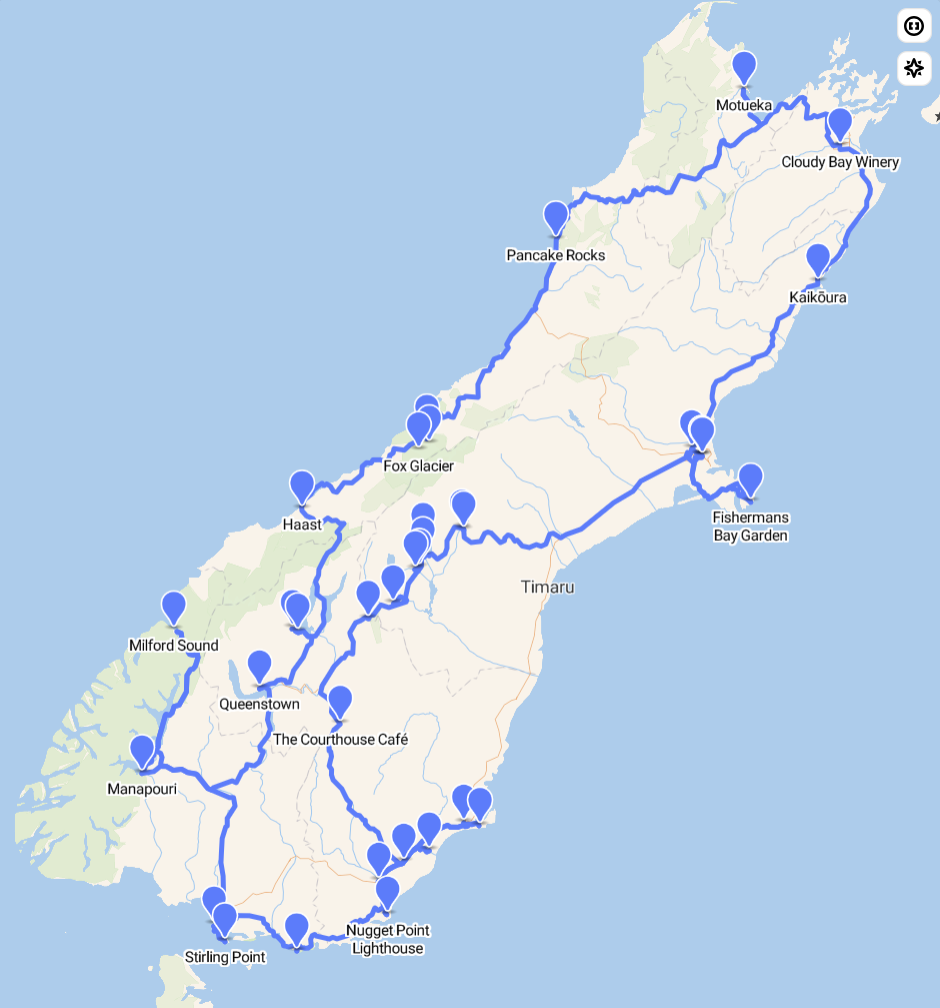 Motueka
Cloudy Bay Winery
Pancake Rocks
Kaikōura
Fox Glacier
Haast
Fishermans
Bay Garden
Timaru
Milford Sound
Queenstown
The Courthouse Café
Manapouri
Nugget Point
Lighthouse
Stirling Point